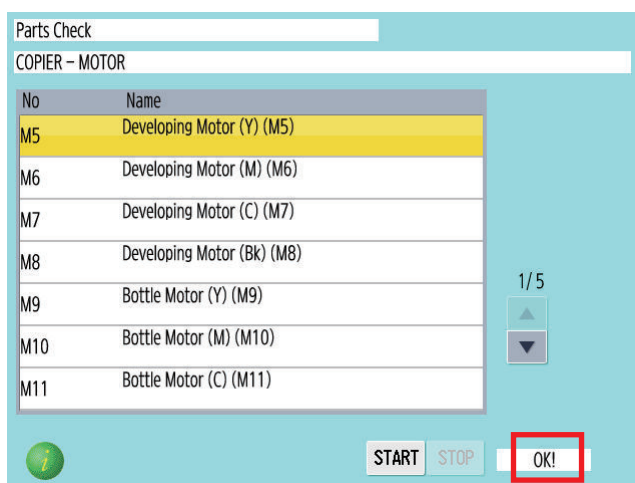 Parts Check
COPIER – MOTOR
No Name
M5 Developing Motor (Y) (M5)
M6 Developing Motor (M) (M6)
M7 Developing Motor (C) (M7)
M8 Developing Motor (Bk) (M8)
M9 Bottle Motor (Y) (M9)
M10 Bottle Motor (M) (M10)
M11 Bottle Motor (C) (M11)
1/5
START STOP OK!